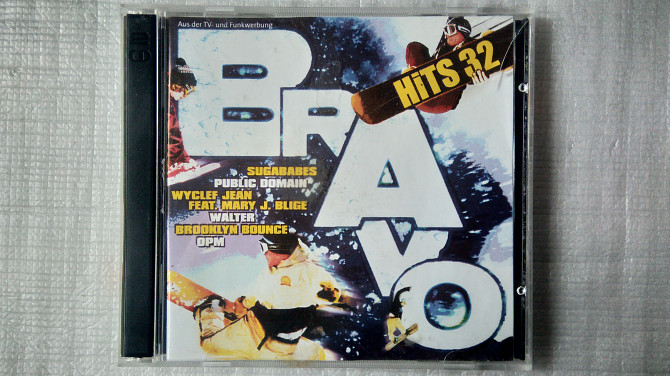 Aus der TV- und Funkwerbung
BRAVO
HiTS 32
SUGABABES
PUBLIC DOMAIN
WYCLEF JEAN
FEAT. MARY J. BLIGE
WALTER
BROOKLYN BOUNCE
OPM